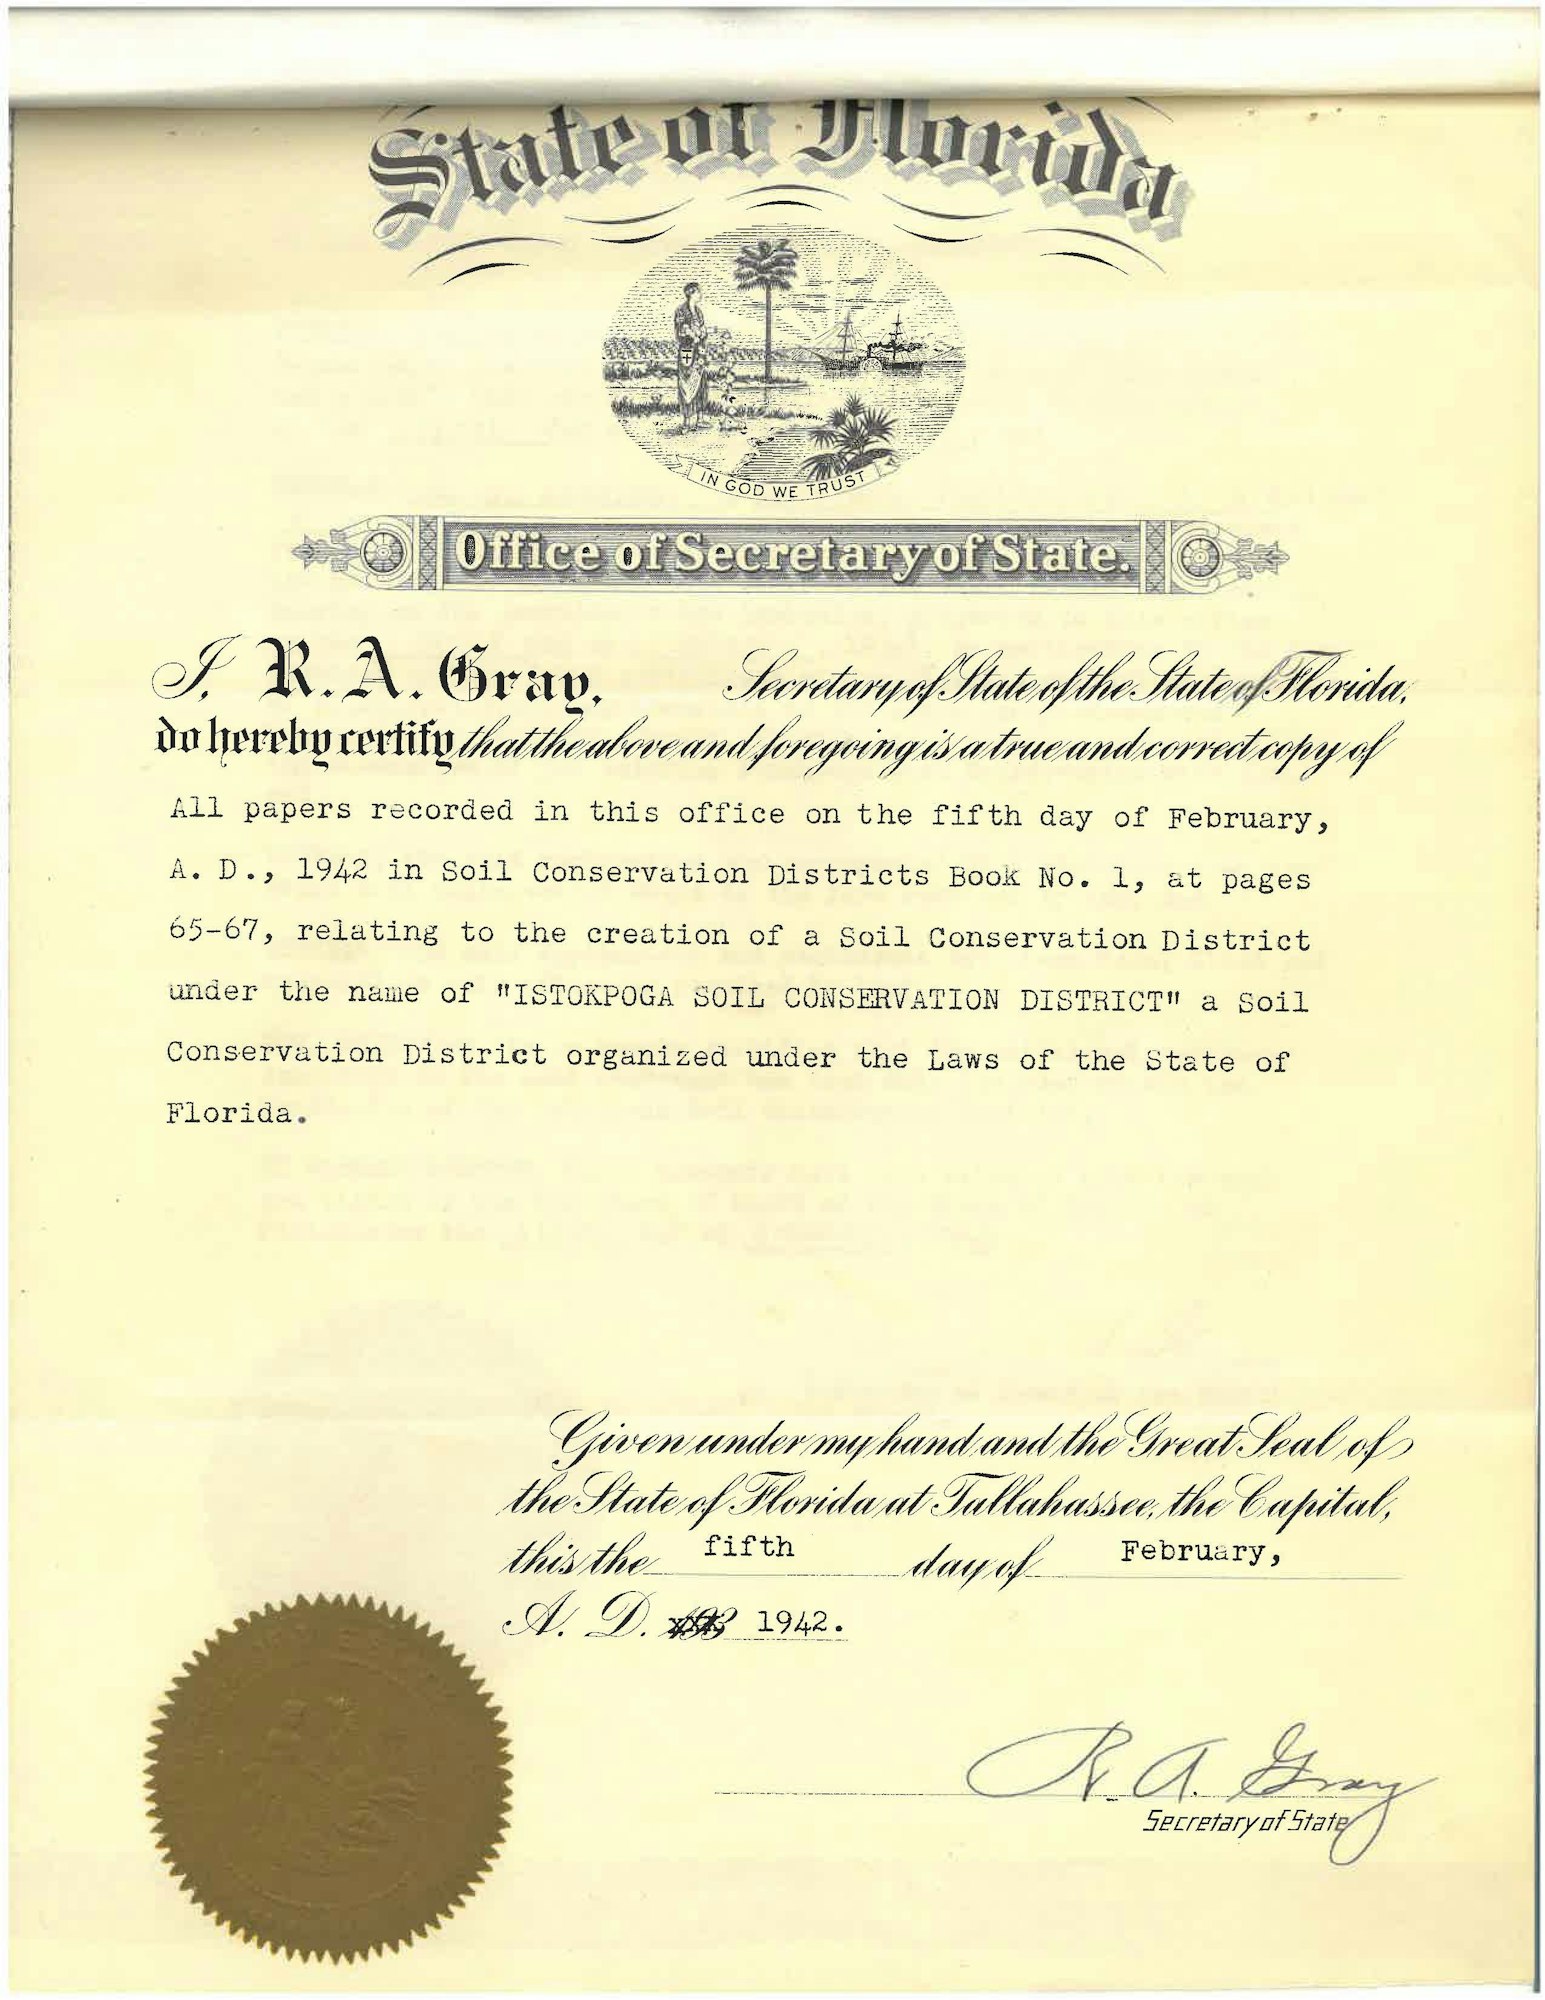 State of Florida
IN GOD WE TRUST
Office of Secretary of State.
I, R. A. Gray, Secretary of State of the State of Florida,
do hereby certify that the above and foregoing is a true and correct copy of
All papers recorded in this office on the fifth day of February,
A. D., 1942 in Soil Conservation Districts Book No. 1, at pages
65-67, relating to the creation of a Soil Conservation District
under the name of "ISTOKPOGA SOIL CONSERVATION DISTRICT" a Soil
Conservation District organized under the Laws of the State of
Florida.
Given under my hand and the Great Seal of
the State of Florida at Tallahassee, the Capital,
this the fifth day of February,
A. D. 193 1942.
R. A. Gray
Secretary of State